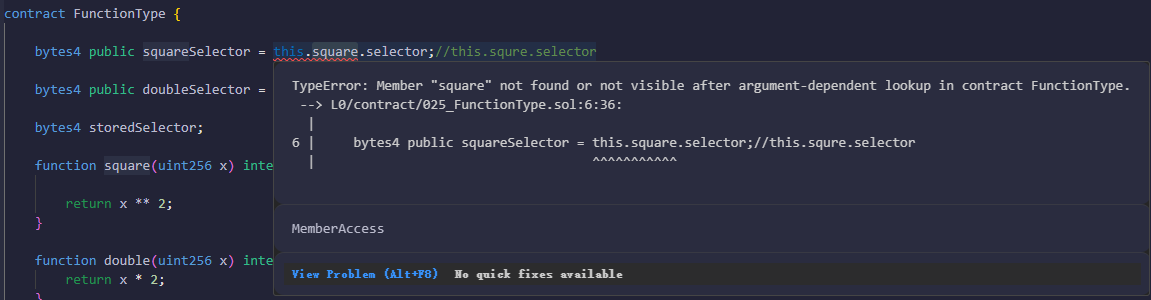 contract FunctionType {
bytes4 public squareSelector = this.square.selector;//this.squre.selector
TypeError: Member "square" not found or not visible after argument-dependent lookup in contract FunctionType.
bytes4 public doubleSelector =
--> L0/contract/025_FunctionType.sol:6:36:
|
bytes4 storedSelector;
6 | bytes4 public squareSelector = this.square.selector;//this.squre.selector
function square(uint256 x) inte
| ^^^^^^^^^^^
return x ** 2;
}
MemberAccess
function double(uint256 x) inte
View Problem (Alt+F8) No quick fixes available
return x * 2;
}